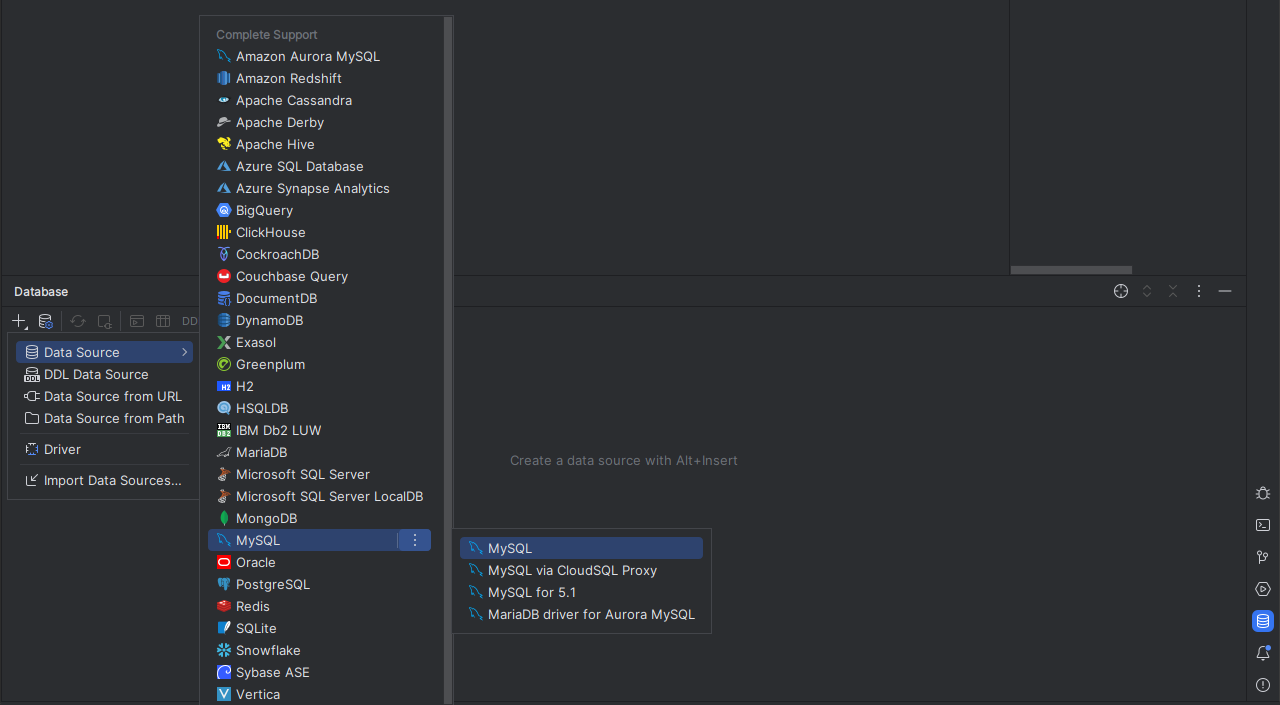 Complete Support
Amazon Aurora MySQL
Amazon Redshift
Apache Cassandra
Apache Derby
Apache Hive
Azure SQL Database
Azure Synapse Analytics
BigQuery
ClickHouse
CockroachDB
Couchbase Query
DocumentDB
DynamoDB
Exasol
Greenplum
H2
HSQLDB
IBM Db2 LUW
MariaDB
Microsoft SQL Server
Microsoft SQL Server LocalDB
MongoDB
MySQL
Oracle
PostgreSQL
Redis
SQLite
Snowflake
Sybase ASE
Vertica
Database
DD
Data Source
DDL Data Source
Data Source from URL
Data Source from Path
Driver
Import Data Sources...
Create a data source with Alt+Insert
MySQL
MySQL via CloudSQL Proxy
MySQL for 5.1
MariaDB driver for Aurora MySQL